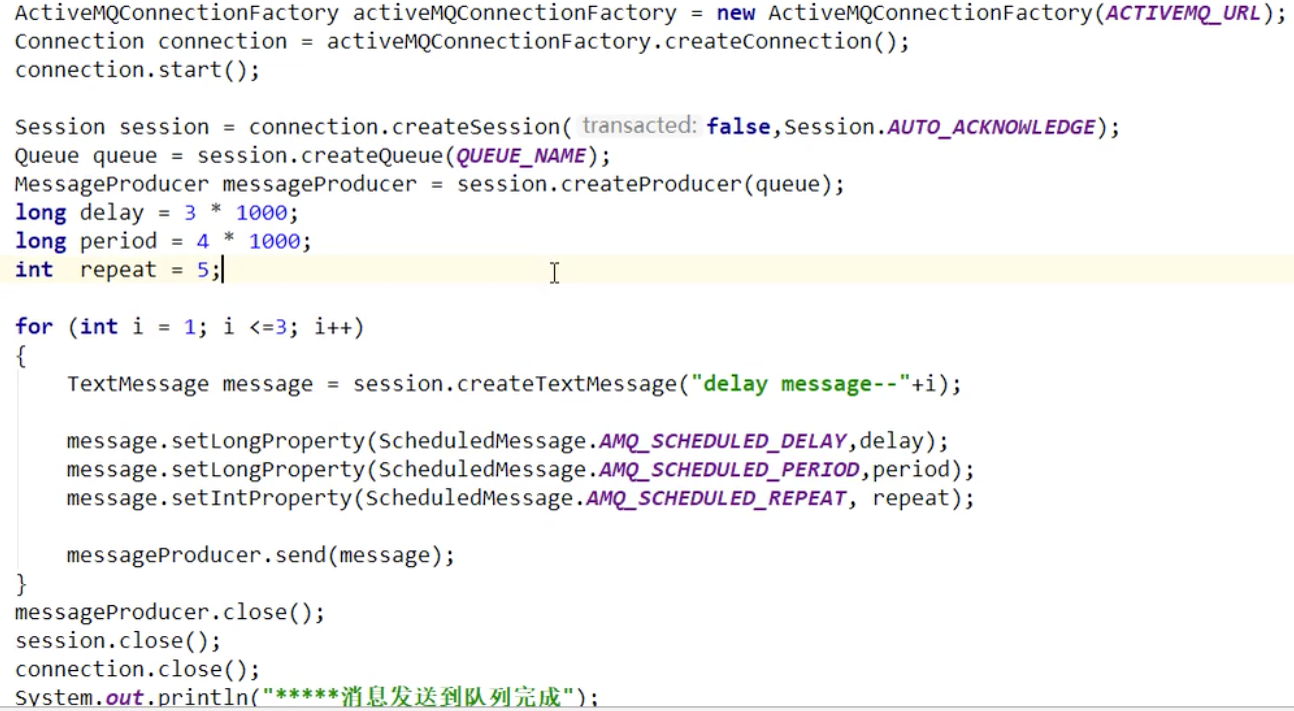 ActiveMQConnectionFactory activeMQConnectionFactory = new ActiveMQConnectionFactory(ACTIVEMQ_URL);
Connection connection = activeMQConnectionFactory.createConnection();
connection.start();
Session session = connection.createSession( transacted: false,Session.AUTO_ACKNOWLEDGE);
Queue queue = session.createQueue(QUEUE_NAME);
MessageProducer messageProducer = session.createProducer(queue);
long delay = 3 * 1000;
long period = 4 * 1000;
int  repeat = 5;
for (int i = 1; i <=3; i++)
{
    TextMessage message = session.createTextMessage("delay message--"+i);
    message.setLongProperty(ScheduledMessage.AMQ_SCHEDULED_DELAY,delay);
    message.setLongProperty(ScheduledMessage.AMQ_SCHEDULED_PERIOD,period);
    message.setIntProperty(ScheduledMessage.AMQ_SCHEDULED_REPEAT, repeat);
    messageProducer.send(message);
}
messageProducer.close();
session.close();
connection.close();
System.out.println("*****消息发送到队列完成");